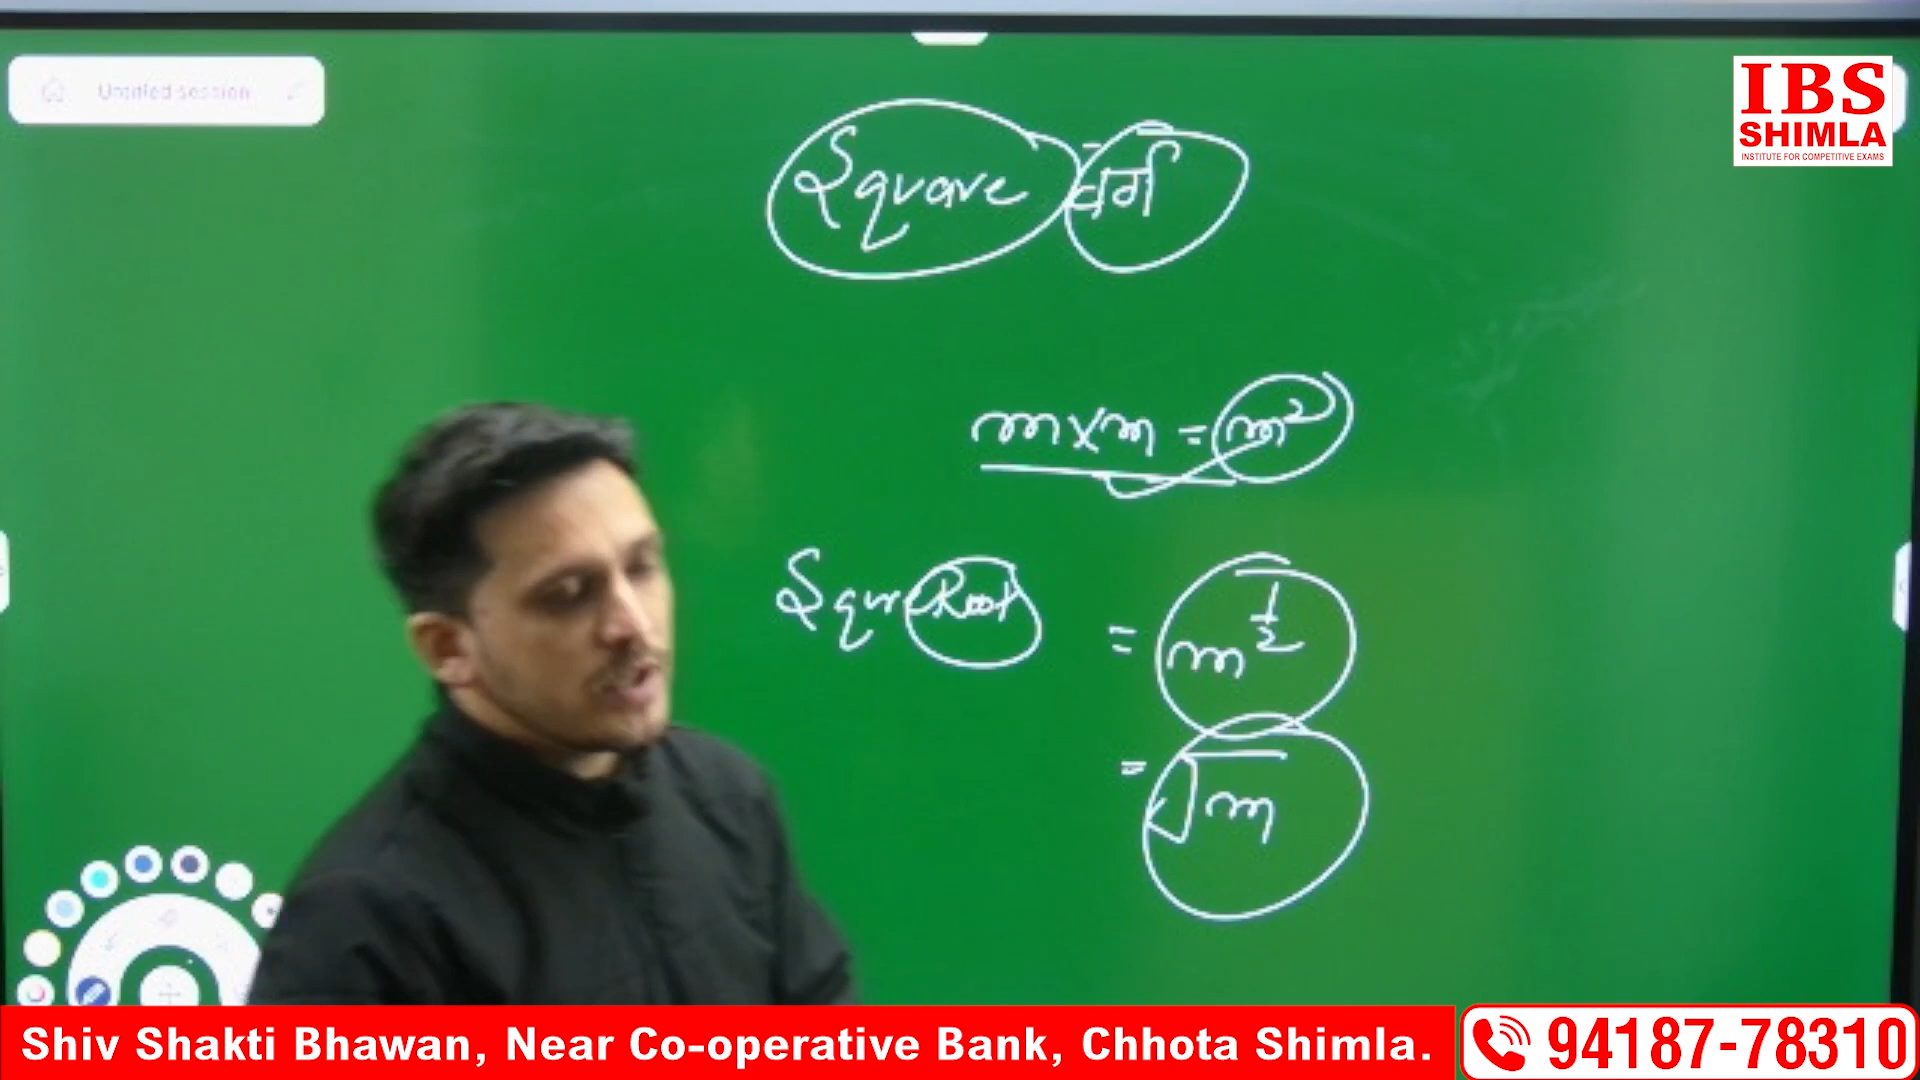 Untitled session
IBS
SHIMLA
INSTITUTE FOR COMPETITIVE EXAMS
Square वर्ग
m x m = m²
Squr Root = m^½
= √m
Shiv Shakti Bhawan, Near Co-operative Bank, Chhota Shimla.
94187-78310